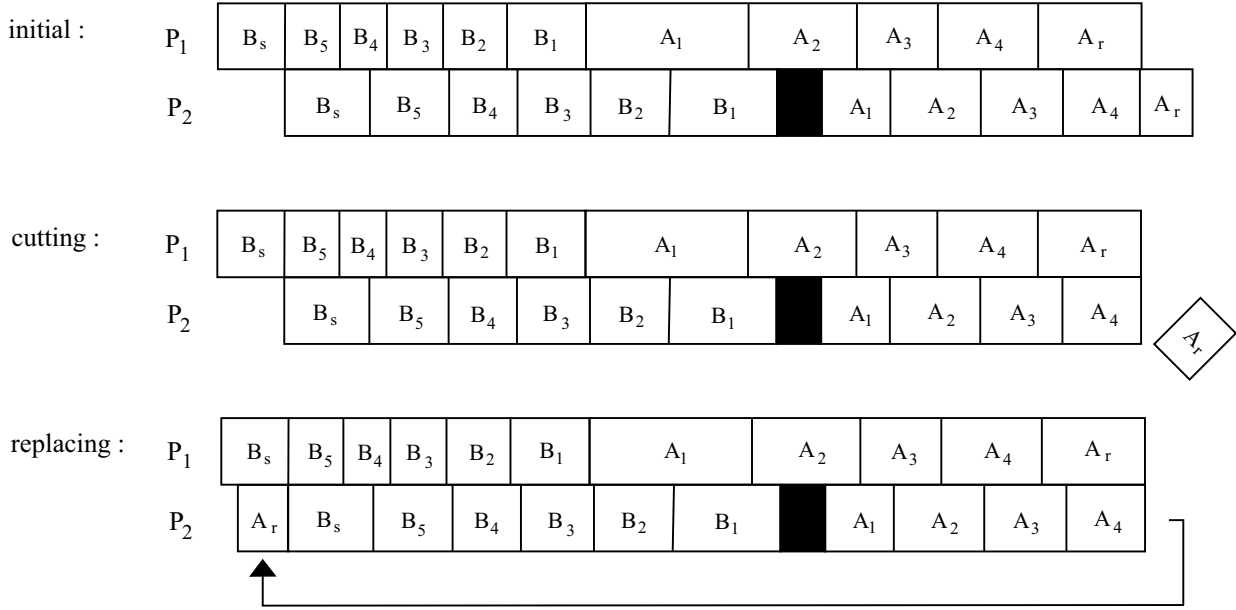 initial : P1 Bs B5 B4 B3 B2 B1 A1 A2 A3 A4 Ar
P2 Bs B5 B4 B3 B2 B1 A1 A2 A3 A4 Ar
cutting : P1 Bs B5 B4 B3 B2 B1 A1 A2 A3 A4 Ar
P2 Bs B5 B4 B3 B2 B1 A1 A2 A3 A4
Ar
replacing : P1 Bs B5 B4 B3 B2 B1 A1 A2 A3 A4 Ar
P2 Ar Bs B5 B4 B3 B2 B1 A1 A2 A3 A4